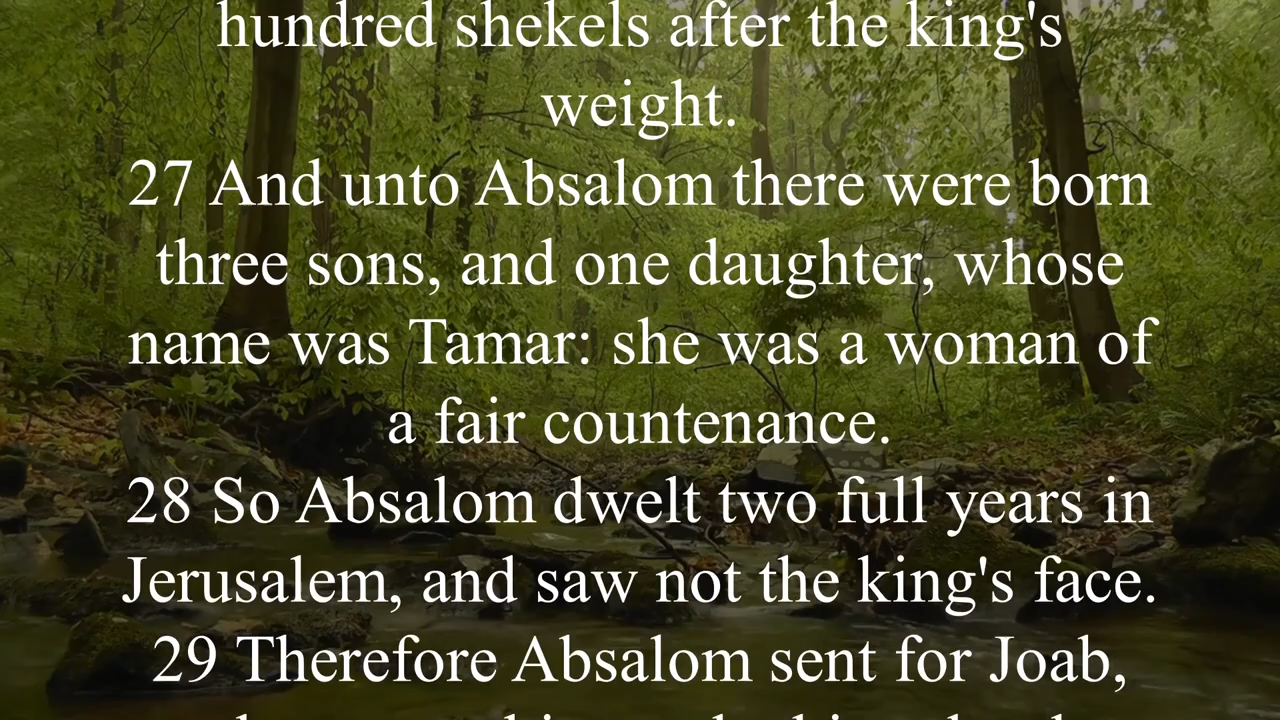 hundred shekels after the king's
weight.
27 And unto Absalom there were born
three sons, and one daughter, whose
name was Tamar: she was a woman of
a fair countenance.
28 So Absalom dwelt two full years in
Jerusalem, and saw not the king's face.
29 Therefore Absalom sent for Joab,